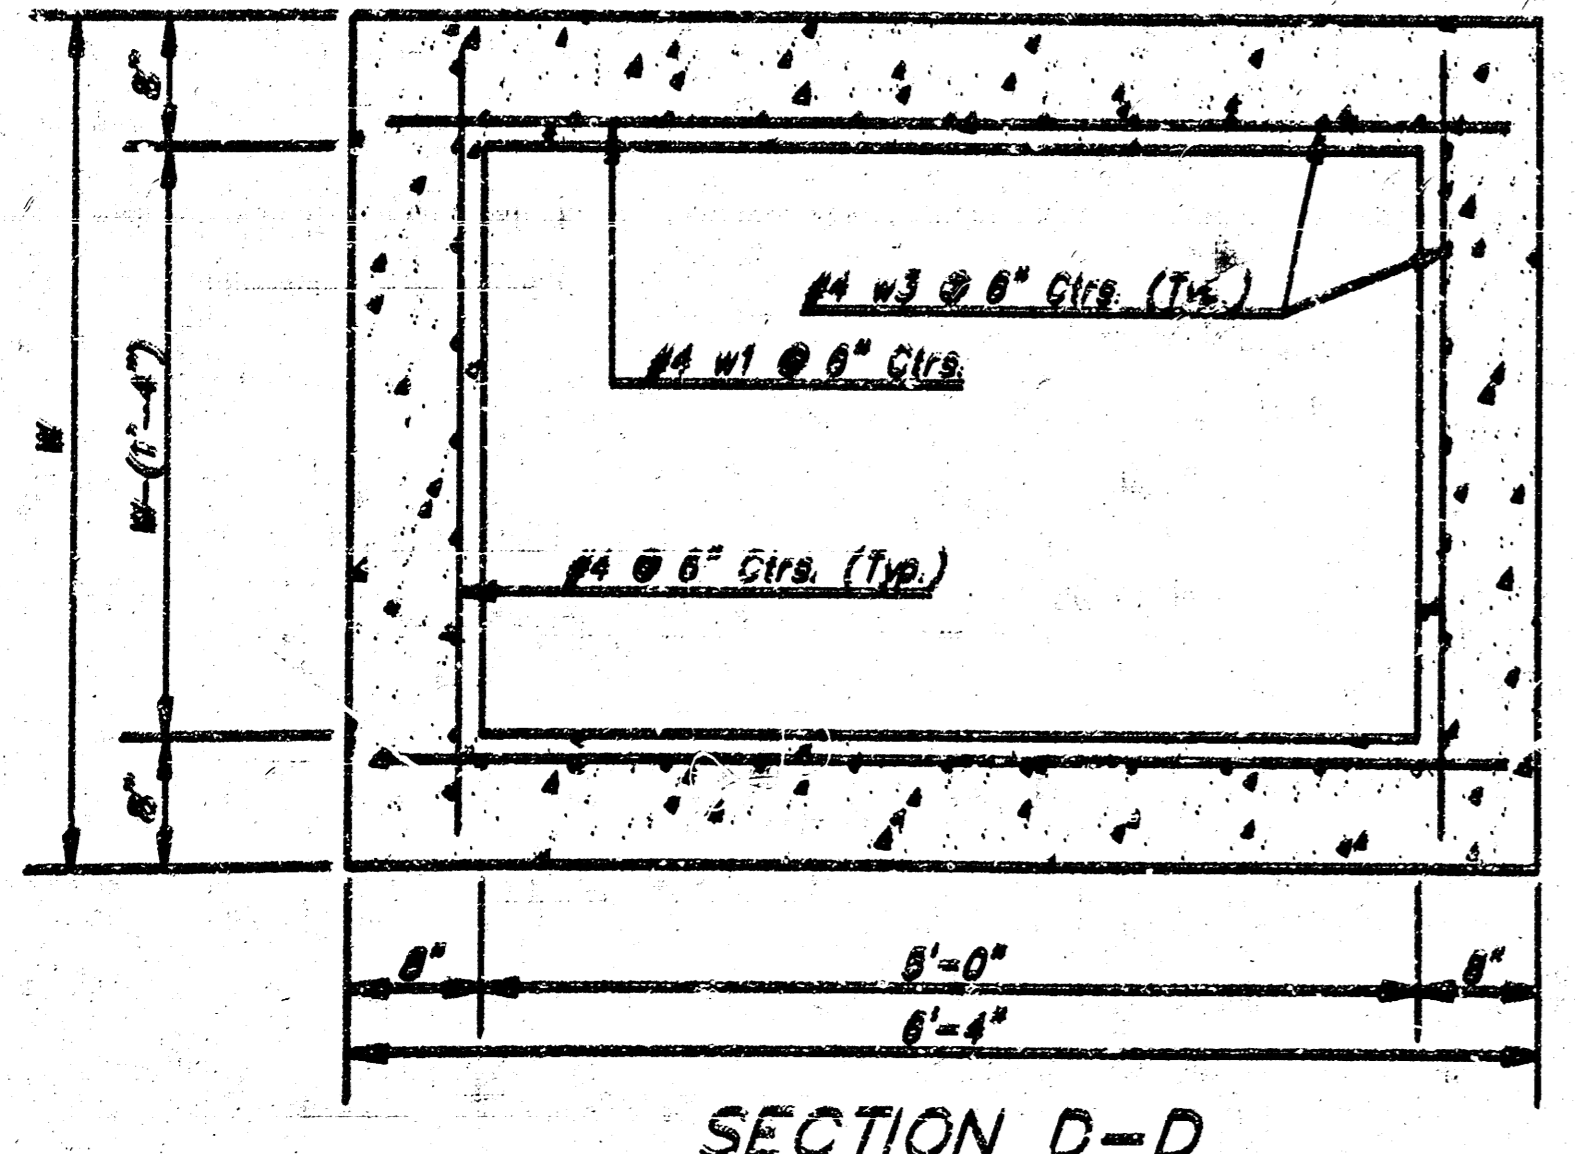 8"
W
W-(1'-4")
8"
#4 w3 @ 6" Ctrs. (Typ.)
#4 w1 @ 6" Ctrs.
#4 @ 6" Ctrs. (Typ.)
8"
5'-0"
8"
6'-4"
SECTION D-D